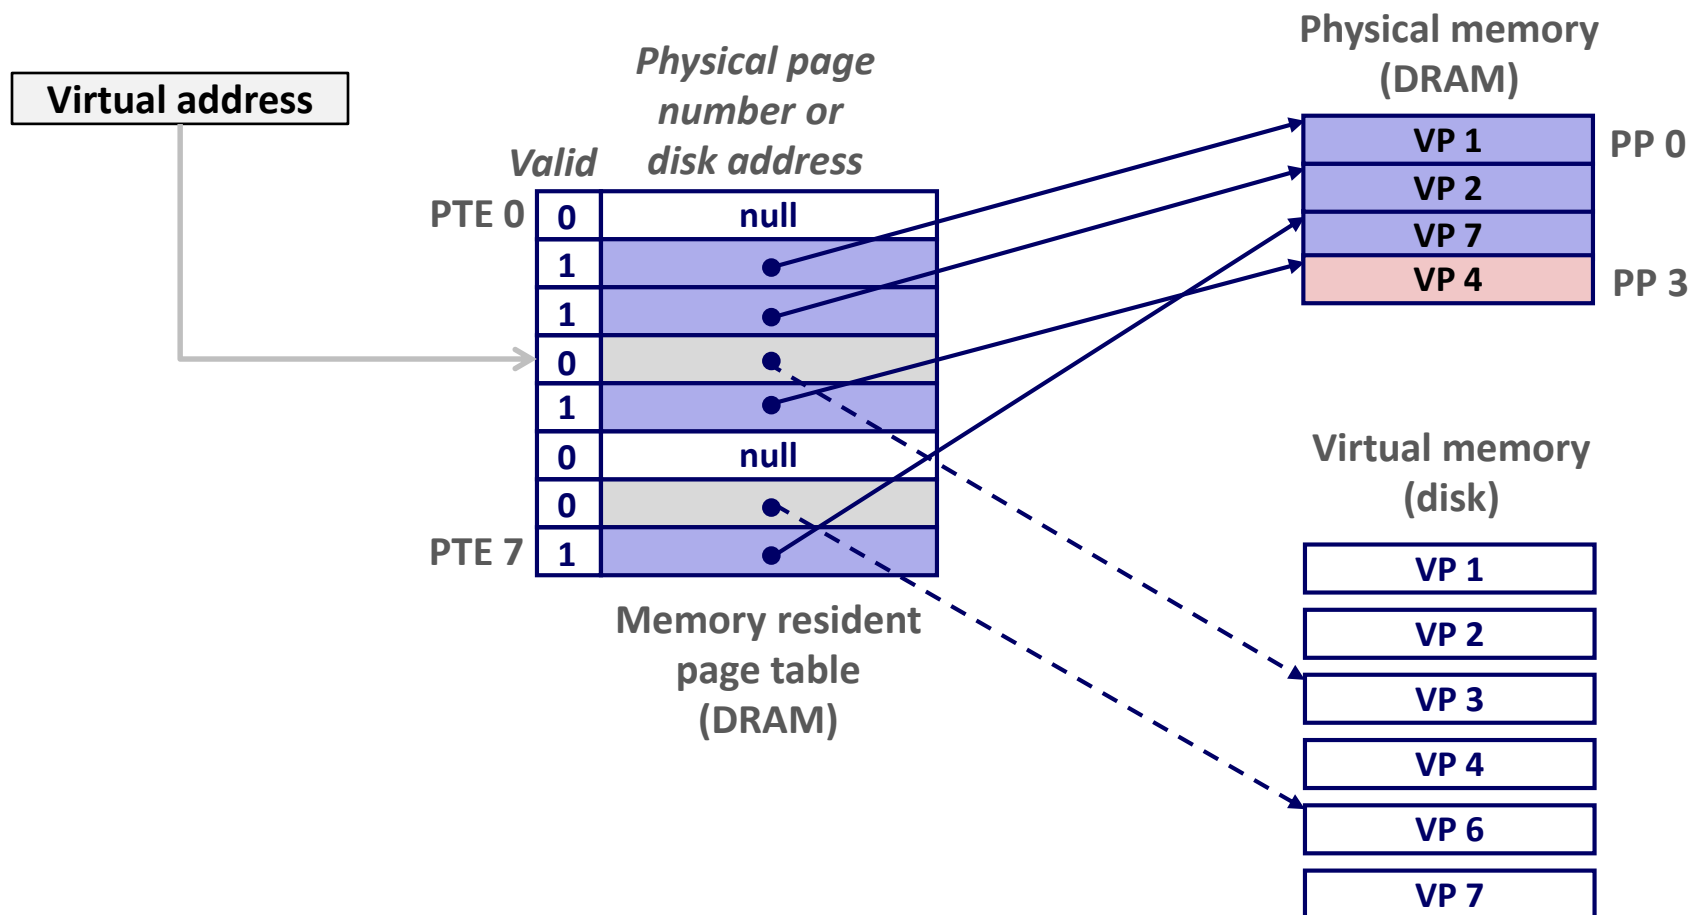 Virtual address
Physical page
number or
disk address
Valid
PTE 0
0
null
1
1
0
1
0
null
0
PTE 7
1
Memory resident
page table
(DRAM)
Physical memory
(DRAM)
VP 1
PP 0
VP 2
VP 7
VP 4
PP 3
Virtual memory
(disk)
VP 1
VP 2
VP 3
VP 4
VP 6
VP 7